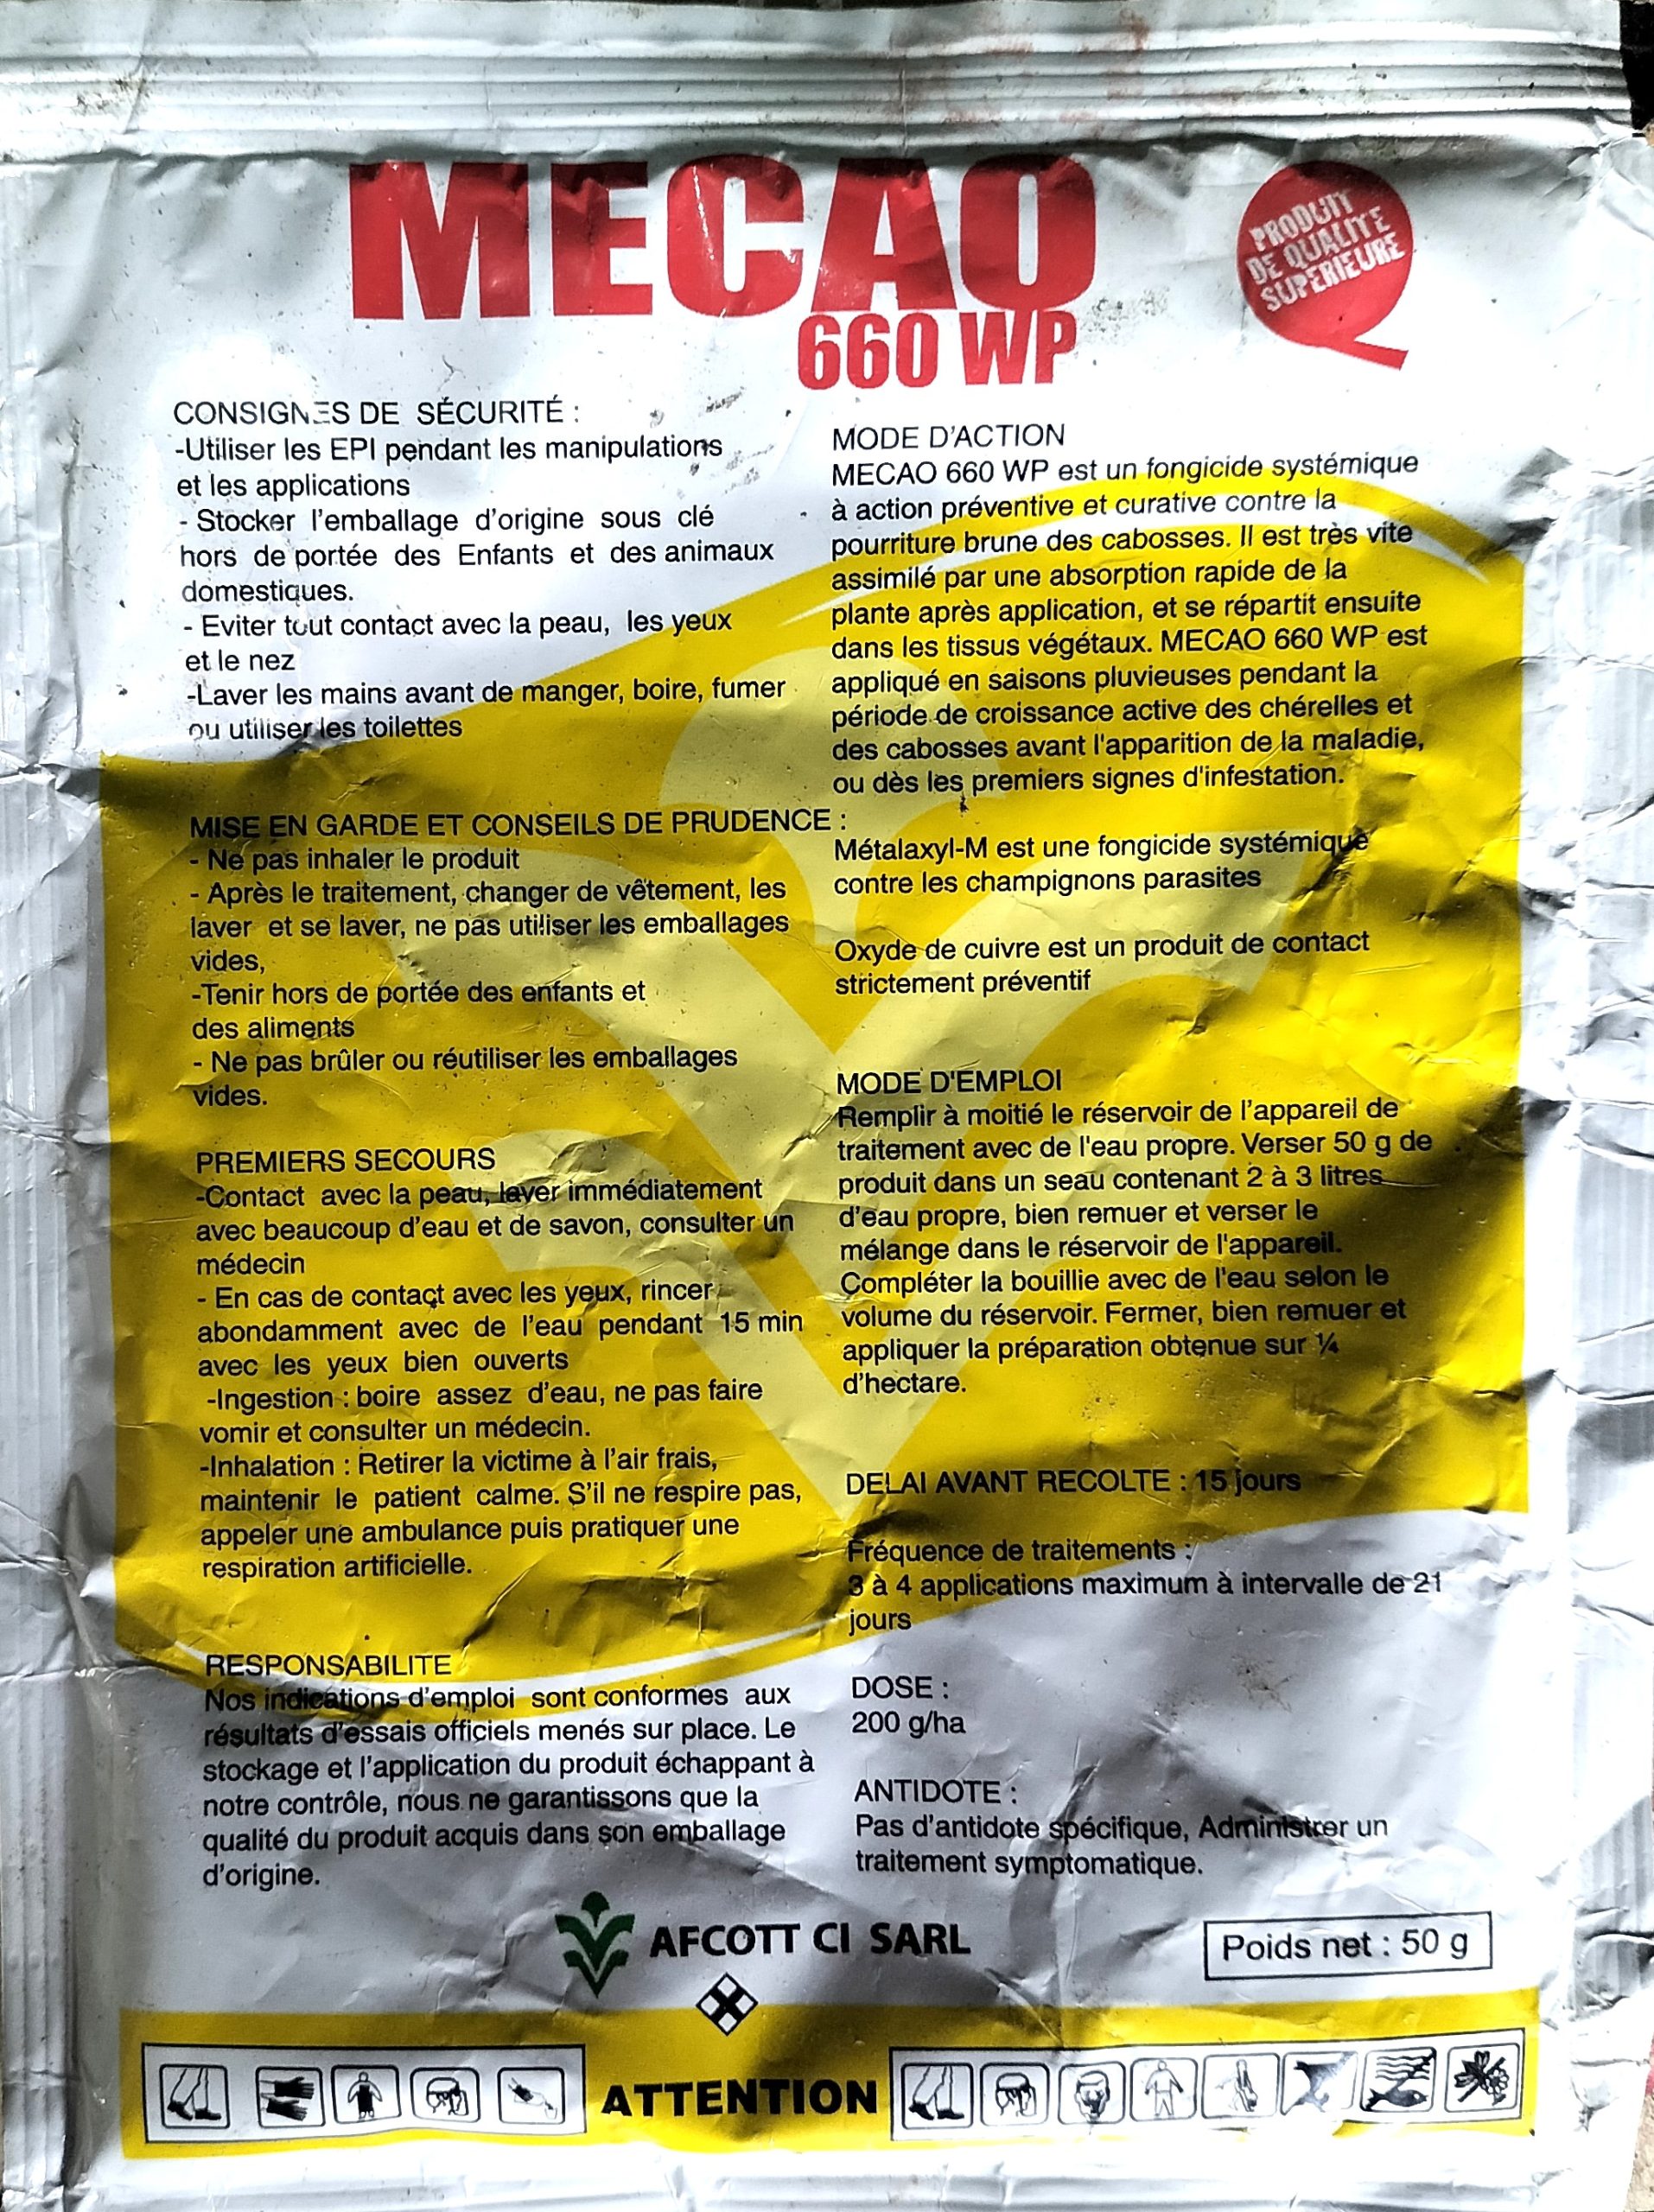 MECAO
660 WP
PRODUIT
DE QUALITE
SUPERIEURE
CONSIGNES DE SÉCURITÉ :
-Utiliser les EPI pendant les manipulations
et les applications
- Stocker l'emballage d'origine sous clé
hors de portée des Enfants et des animaux
domestiques.
- Eviter tout contact avec la peau, les yeux
et le nez
-Laver les mains avant de manger, boire, fumer
ou utiliser les toilettes
MISE EN GARDE ET CONSEILS DE PRUDENCE :
- Ne pas inhaler le produit
- Après le traitement, changer de vêtement, les
laver et se laver, ne pas utiliser les emballages
vides,
-Tenir hors de portée des enfants et
des aliments
- Ne pas brûler ou réutiliser les emballages
vides.
PREMIERS SECOURS
-Contact avec la peau, laver immédiatement
avec beaucoup d'eau et de savon, consulter un
médecin
- En cas de contact avec les yeux, rincer
abondamment avec de l'eau pendant 15 min
avec les yeux bien ouverts
-Ingestion : boire assez d'eau, ne pas faire
vomir et consulter un médecin.
-Inhalation : Retirer la victime à l'air frais,
maintenir le patient calme. S'il ne respire pas,
appeler une ambulance puis pratiquer une
respiration artificielle.
RESPONSABILITE
Nos indications d'emploi sont conformes aux
résultats d'essais officiels menés sur place. Le
stockage et l'application du produit échappant à
notre contrôle, nous ne garantissons que la
qualité du produit acquis dans son emballage
d'origine.
MODE D'ACTION
MECAO 660 WP est un fongicide systémique
à action préventive et curative contre la
pourriture brune des cabosses. Il est très vite
assimilé par une absorption rapide de la
plante après application, et se répartit ensuite
dans les tissus végétaux. MECAO 660 WP est
appliqué en saisons pluvieuses pendant la
période de croissance active des chérelles et
des cabosses avant l'apparition de la maladie,
ou dès les premiers signes d'infestation.
Métalaxyl-M est une fongicide systémique
contre les champignons parasites
Oxyde de cuivre est un produit de contact
strictement préventif
MODE D'EMPLOI
Remplir à moitié le réservoir de l'appareil de
traitement avec de l'eau propre. Verser 50 g de
produit dans un seau contenant 2 à 3 litres
d'eau propre, bien remuer et verser le
mélange dans le réservoir de l'appareil.
Compléter la bouillie avec de l'eau selon le
volume du réservoir. Fermer, bien remuer et
appliquer la préparation obtenue sur ¼
d'hectare.
DELAI AVANT RECOLTE : 15 jours
Fréquence de traitements :
3 à 4 applications maximum à intervalle de 21
jours
DOSE :
200 g/ha
ANTIDOTE :
Pas d'antidote spécifique, Administrer un
traitement symptomatique.
AFCOTT CI SARL
Poids net : 50 g
ATTENTION